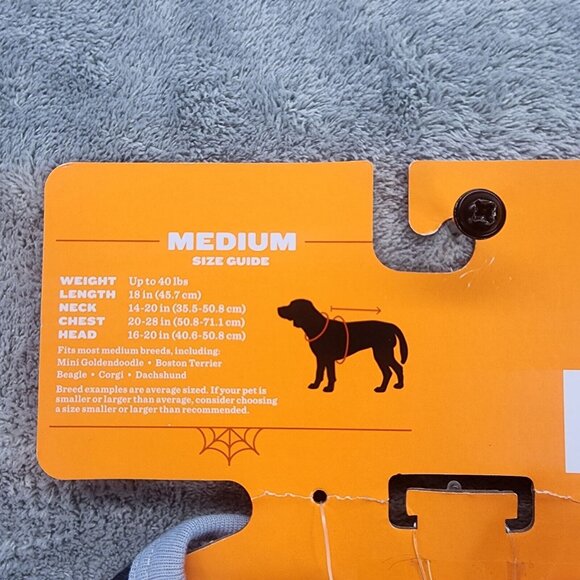 MEDIUM
SIZE GUIDE
WEIGHT Up to 40 lbs
LENGTH 18 in (45.7 cm)
NECK 14-20 in (35.5-50.8 cm)
CHEST 20-28 in (50.8-71.1 cm)
HEAD 16-20 in (40.6-50.8 cm)
Fits most medium breeds, including:
Mini Goldendoodle • Boston Terrier
Beagle • Corgi • Dachshund
Breed examples are average sized. If your pet is
smaller or larger than average, consider choosing
a size smaller or larger than recommended.